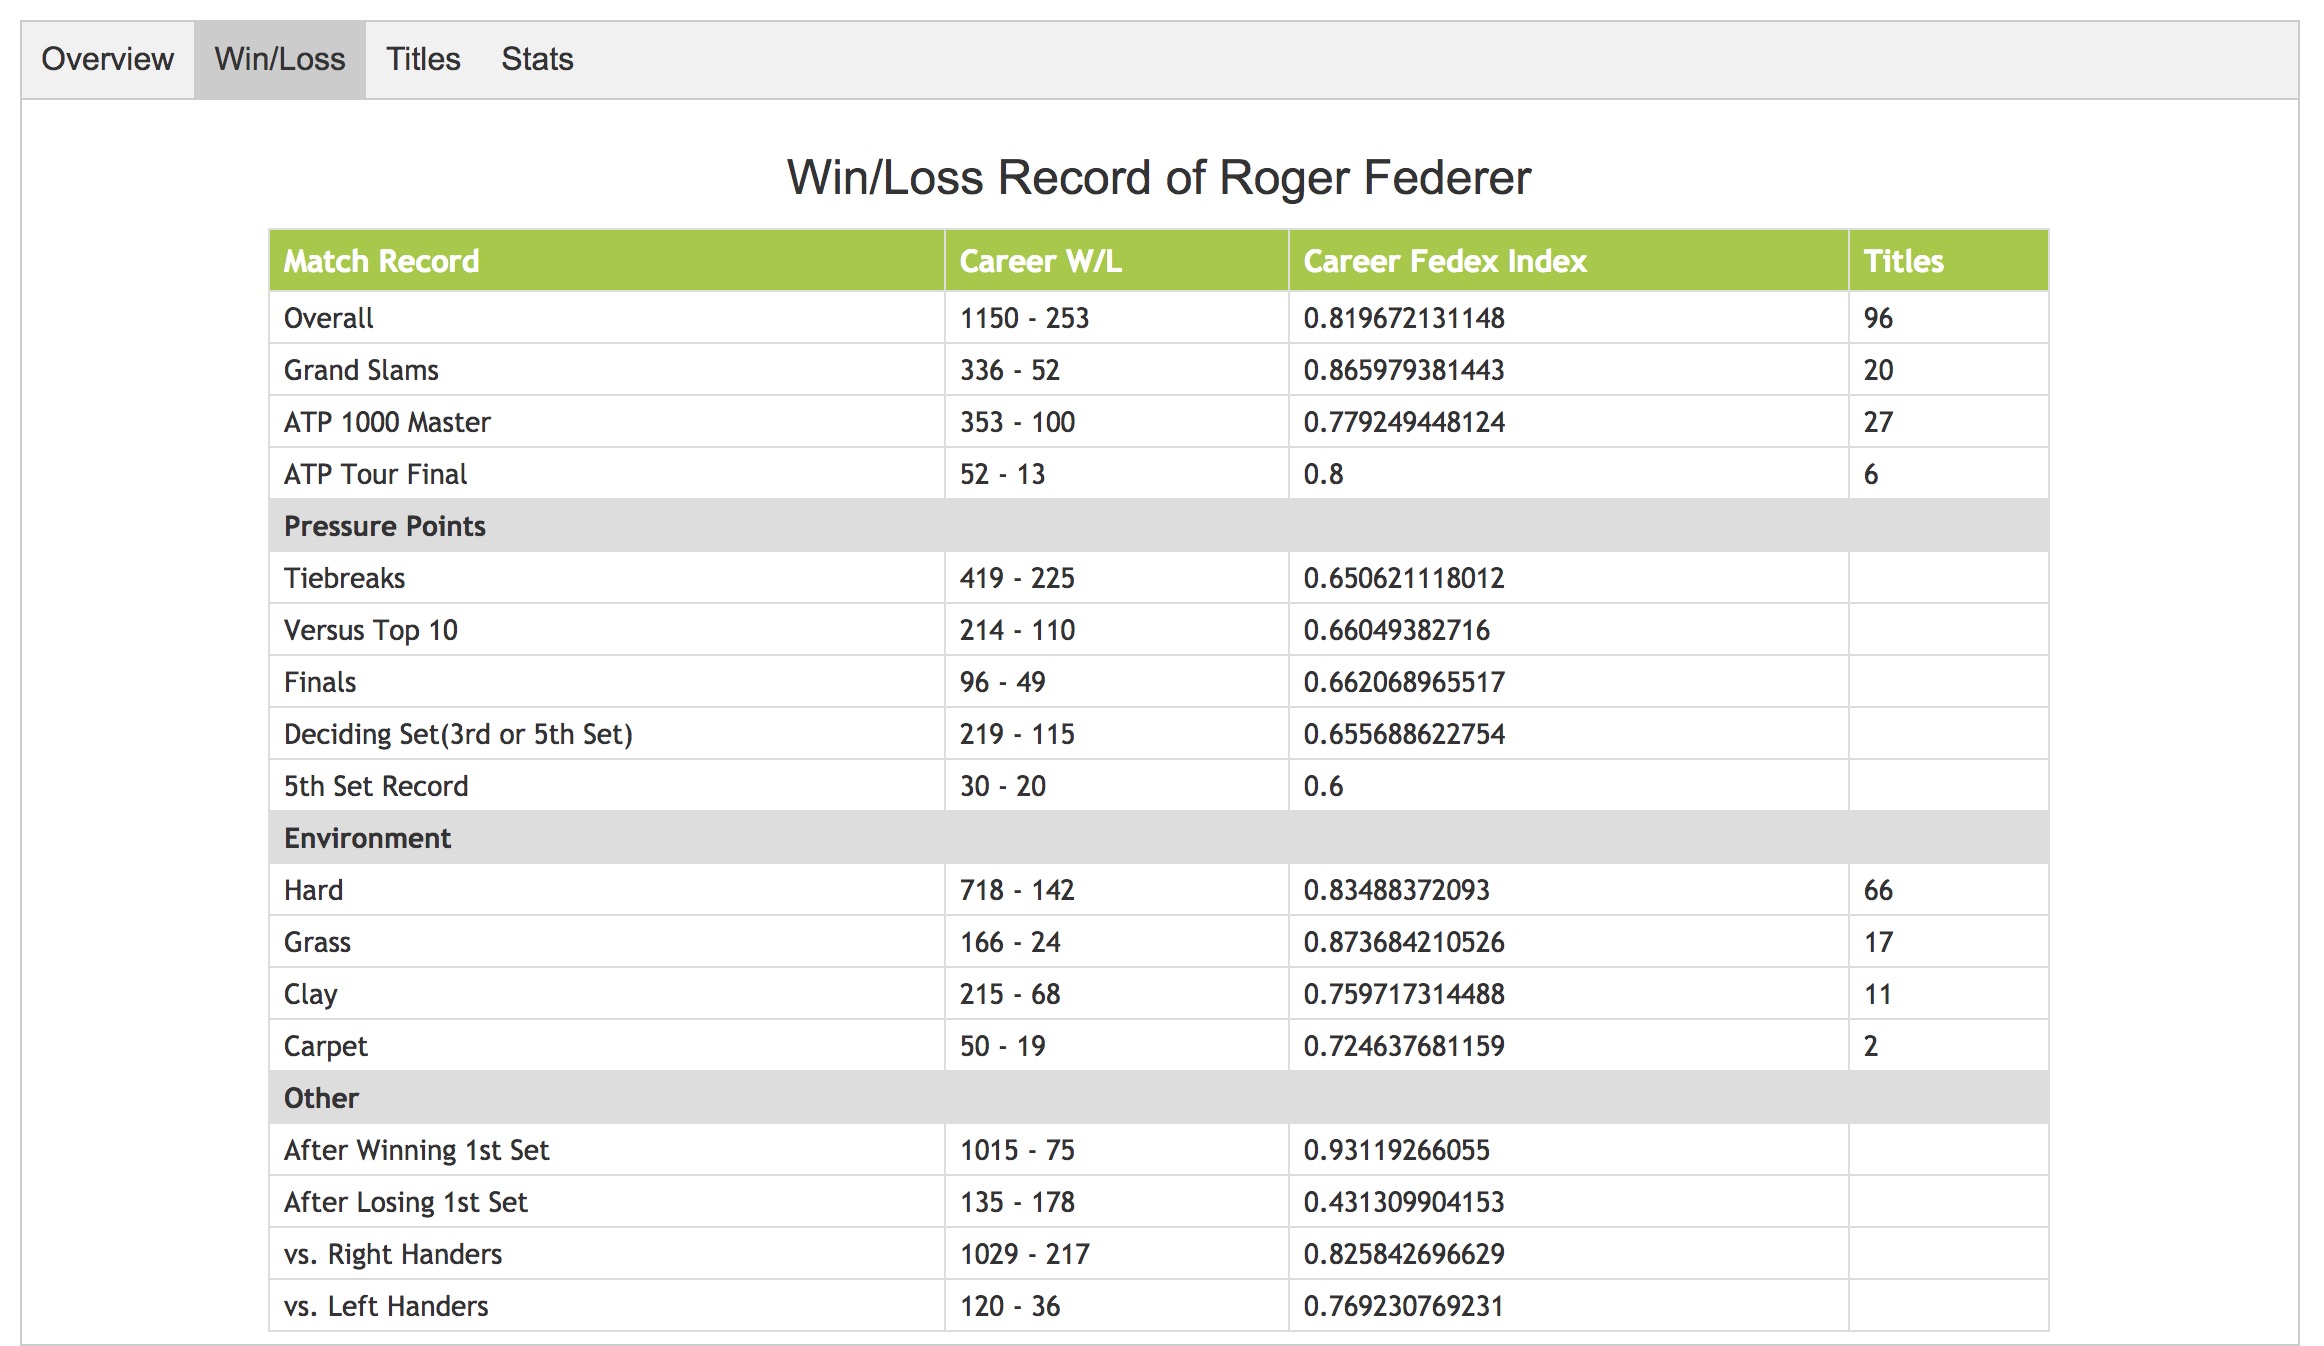 Overview Win/Loss Titles Stats
Win/Loss Record of Roger Federer
Match Record Career W/L Career Fedex Index Titles
Overall 1150 - 253 0.819672131148 96
Grand Slams 336 - 52 0.865979381443 20
ATP 1000 Master 353 - 100 0.779249448124 27
ATP Tour Final 52 - 13 0.8 6
Pressure Points
Tiebreaks 419 - 225 0.650621118012
Versus Top 10 214 - 110 0.66049382716
Finals 96 - 49 0.662068965517
Deciding Set(3rd or 5th Set) 219 - 115 0.655688622754
5th Set Record 30 - 20 0.6
Environment
Hard 718 - 142 0.83488372093 66
Grass 166 - 24 0.873684210526 17
Clay 215 - 68 0.759717314488 11
Carpet 50 - 19 0.724637681159 2
Other
After Winning 1st Set 1015 - 75 0.93119266055
After Losing 1st Set 135 - 178 0.431309904153
vs. Right Handers 1029 - 217 0.825842696629
vs. Left Handers 120 - 36 0.769230769231